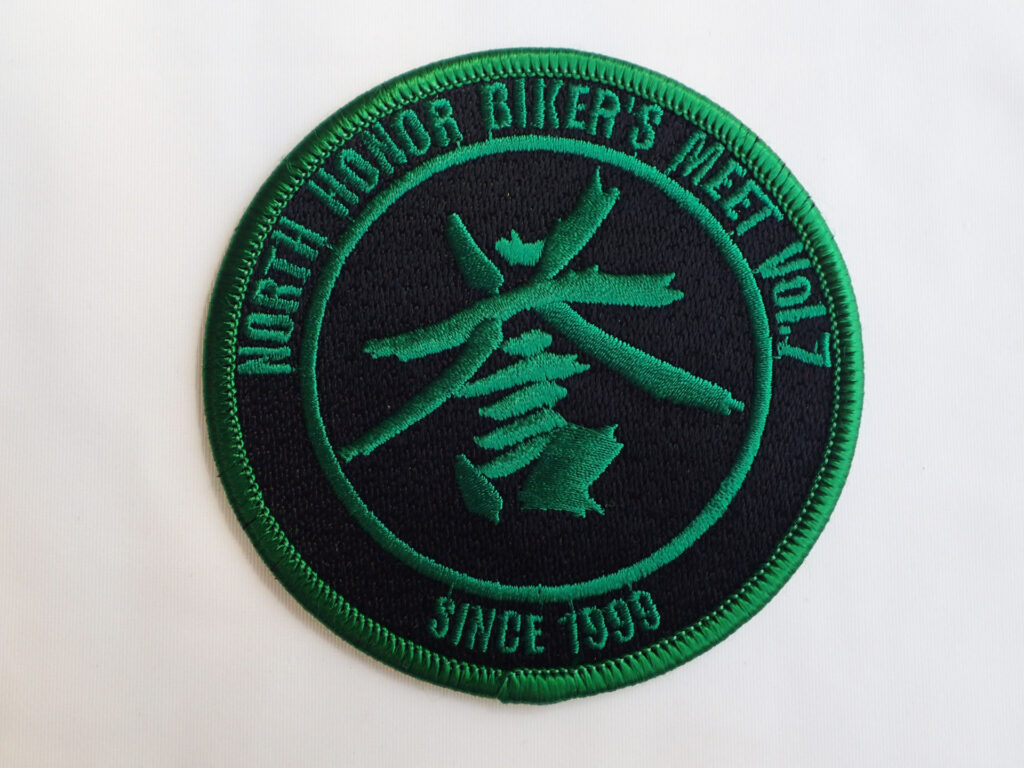 NORTH HONOR BIKER'S MEET Vol.7
誉
SINCE 1999